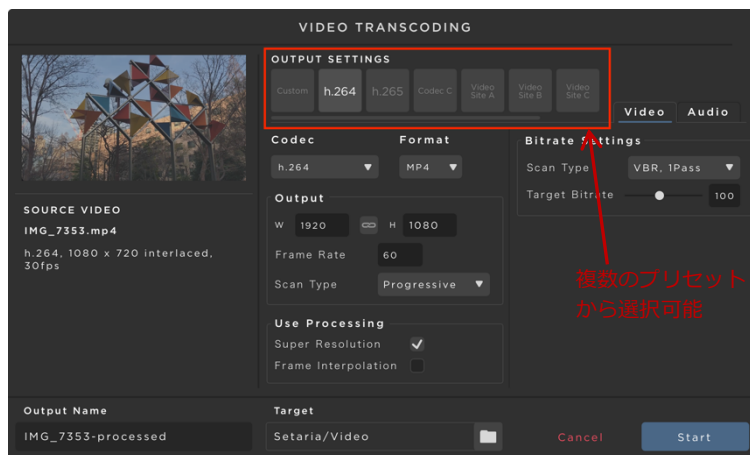 VIDEO TRANSCODING
OUTPUT SETTINGS
Custom
h.264
h.265
Codec C
Video
Site A
Video
Site B
Video
Site C
Video
Audio
SOURCE VIDEO
IMG_7353.mp4
h.264, 1080 x 720 interlaced,
30fps
Codec
Format
h.264
MP4
Output
W 1920 H 1080
Frame Rate 60
Scan Type Progressive
Use Processing
Super Resolution
Frame Interpolation
Bitrate Settings
Scan Type VBR, 1Pass
Target Bitrate 100
複数のプリセット
から選択可能
Output Name
IMG_7353-processed
Target
Setaria/Video
Cancel
Start